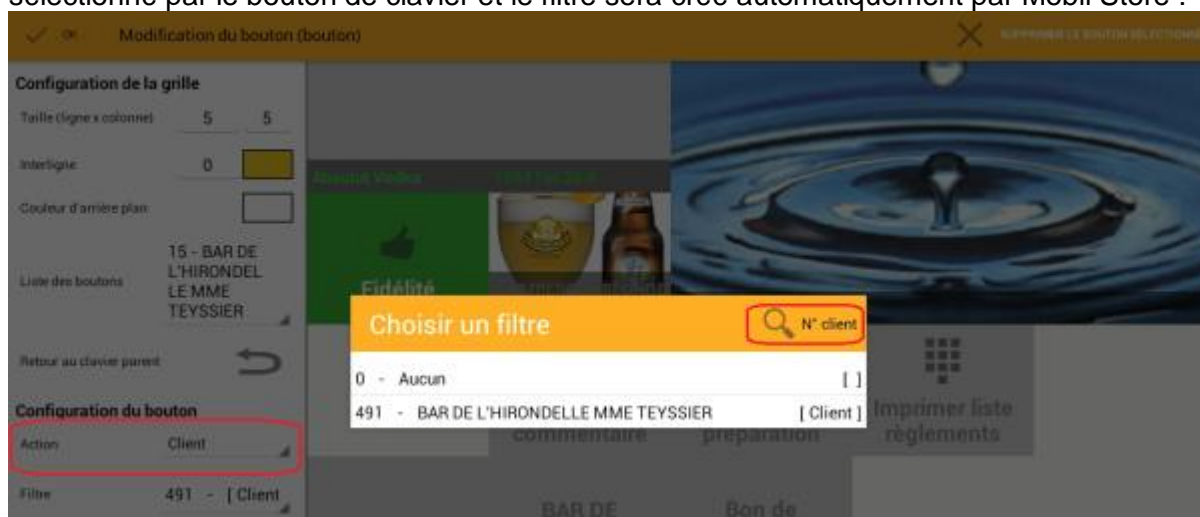 sélectionné par le bouton de clavier et le filtre sera créé automatiquement par Mobil Store :
OK
Modification du bouton (bouton)
SUPPRIMER LE BOUTON SÉLECTIONNÉ
Configuration de la grille
Taille (ligne x colonne) 5 5
Interligne 0
Couleur d'arrière plan
Liste des boutons
15 - BAR DE
L'HIRONDEL
LE MME
TEYSSIER
Retour au clavier parent
Configuration du bouton
Action Client
Filtre 491 - [ Client
Absolut Vodka
Fidélité
Choisir un filtre
N° client
0 - Aucun [ ]
491 - BAR DE L'HIRONDELLE MME TEYSSIER [ Client ]
commentaire
préparation
Imprimer liste
règlements
BAR DE
Bon de